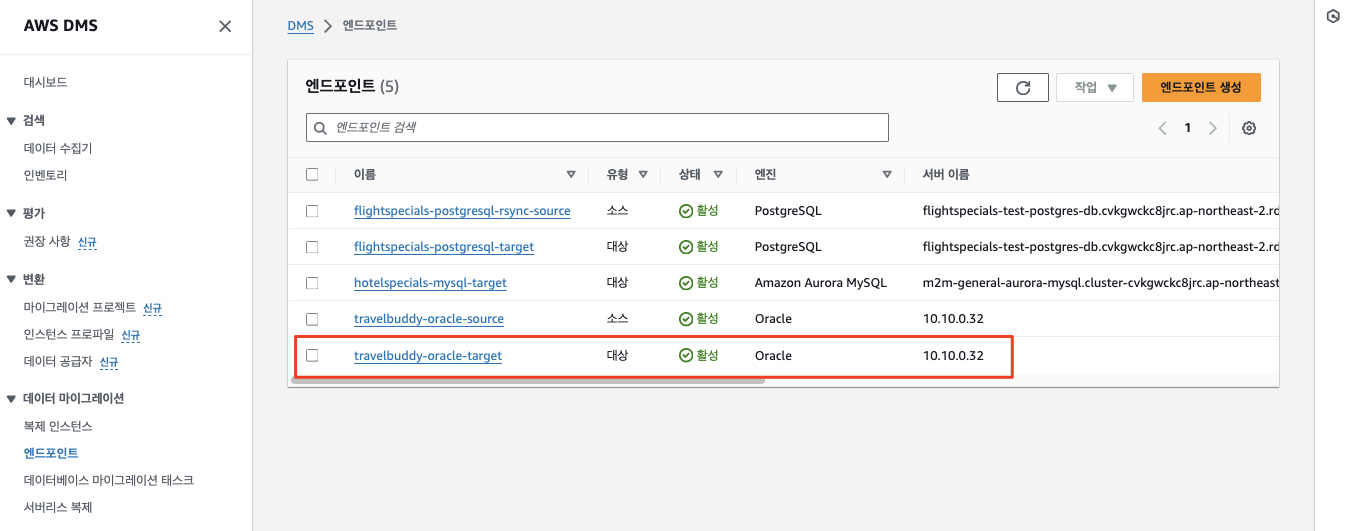 AWS DMS
대시보드
검색
데이터 수집기
인벤토리
평가
권장 사항 신규
변환
마이그레이션 프로젝트 신규
인스턴스 프로파일 신규
데이터 공급자 신규
데이터 마이그레이션
복제 인스턴스
엔드포인트
데이터베이스 마이그레이션 태스크
서버리스 복제
DMS 엔드포인트
엔드포인트 (5)
작업
엔드포인트 생성
엔드포인트 검색
1
이름 유형 상태 엔진 서버 이름
flightspecials-postgresql-rsync-source 소스 활성 PostgreSQL flightspecials-test-postgres-db.cvkgwckc8jrc.ap-northeast-2.rd
flightspecials-postgresql-target 대상 활성 PostgreSQL flightspecials-test-postgres-db.cvkgwckc8jrc.ap-northeast-2.rd
hotelspecials-mysql-target 대상 활성 Amazon Aurora MySQL m2m-general-aurora-mysql.cluster-cvkgwckc8jrc.ap-northeast
travelbuddy-oracle-source 소스 활성 Oracle 10.10.0.32
travelbuddy-oracle-target 대상 활성 Oracle 10.10.0.32